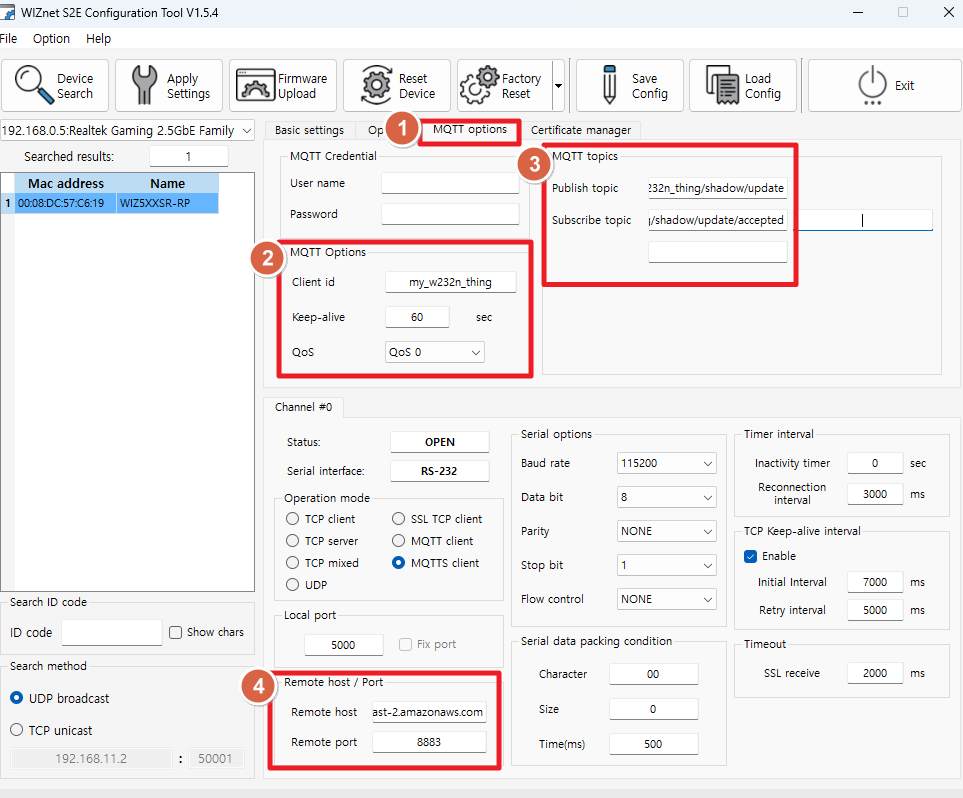 WIZnet S2E Configuration Tool V1.5.4
File Option Help
Device Search
Apply Settings
Firmware Upload
Reset Device
Factory Reset
Save Config
Load Config
Exit
192.168.0.5:Realtek Gaming 2.5GbE Family
Searched results: 1
Mac address Name
1 00:08:DC:57:C6:19 WIZ5XXSR-RP
Search ID code
ID code Show chars
Search method
UDP broadcast
TCP unicast
192.168.11.2 : 50001
Basic settings Op 1 MQTT options Certificate manager
MQTT Credential
User name
Password
2
MQTT Options
Client id my_w232n_thing
Keep-alive 60 sec
QoS QoS 0
3
MQTT topics
Publish topic 232n_thing/shadow/update
Subscribe topic g/shadow/update/accepted
Channel #0
Status: OPEN
Serial interface: RS-232
Operation mode
TCP client SSL TCP client
TCP server MQTT client
TCP mixed MQTTS client
UDP
Local port
5000 Fix port
4
Remote host / Port
Remote host ast-2.amazonaws.com
Remote port 8883
Serial options
Baud rate 115200
Data bit 8
Parity NONE
Stop bit 1
Flow control NONE
Serial data packing condition
Character 00
Size 0
Time(ms) 500
Timer interval
Inactivity timer 0 sec
Reconnection interval 3000 ms
TCP Keep-alive interval
Enable
Initial Interval 7000 ms
Retry interval 5000 ms
Timeout
SSL receive 2000 ms